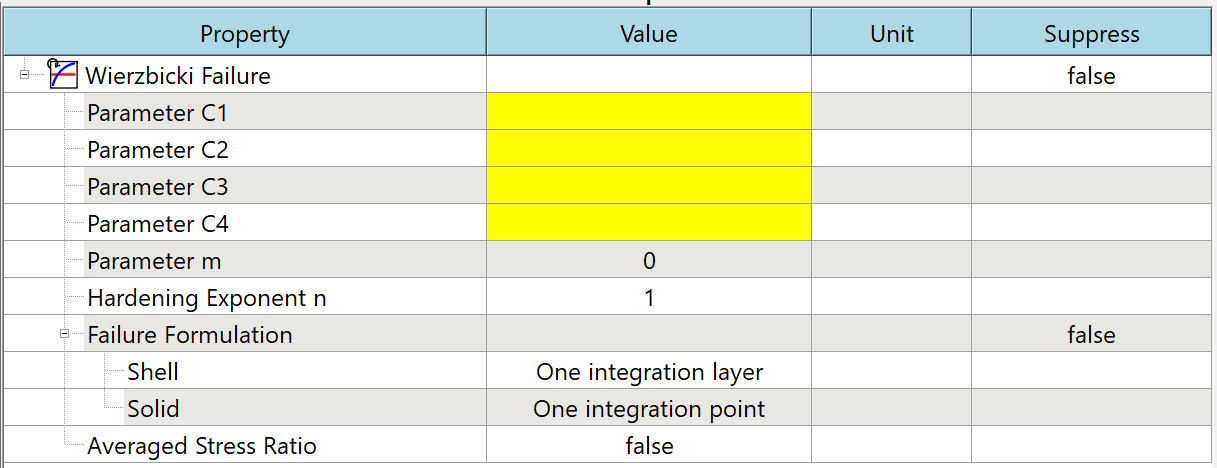 Property Value Unit Suppress
Wierzbicki Failure false
Parameter C1
Parameter C2
Parameter C3
Parameter C4
Parameter m 0
Hardening Exponent n 1
Failure Formulation false
Shell One integration layer
Solid One integration point
Averaged Stress Ratio false